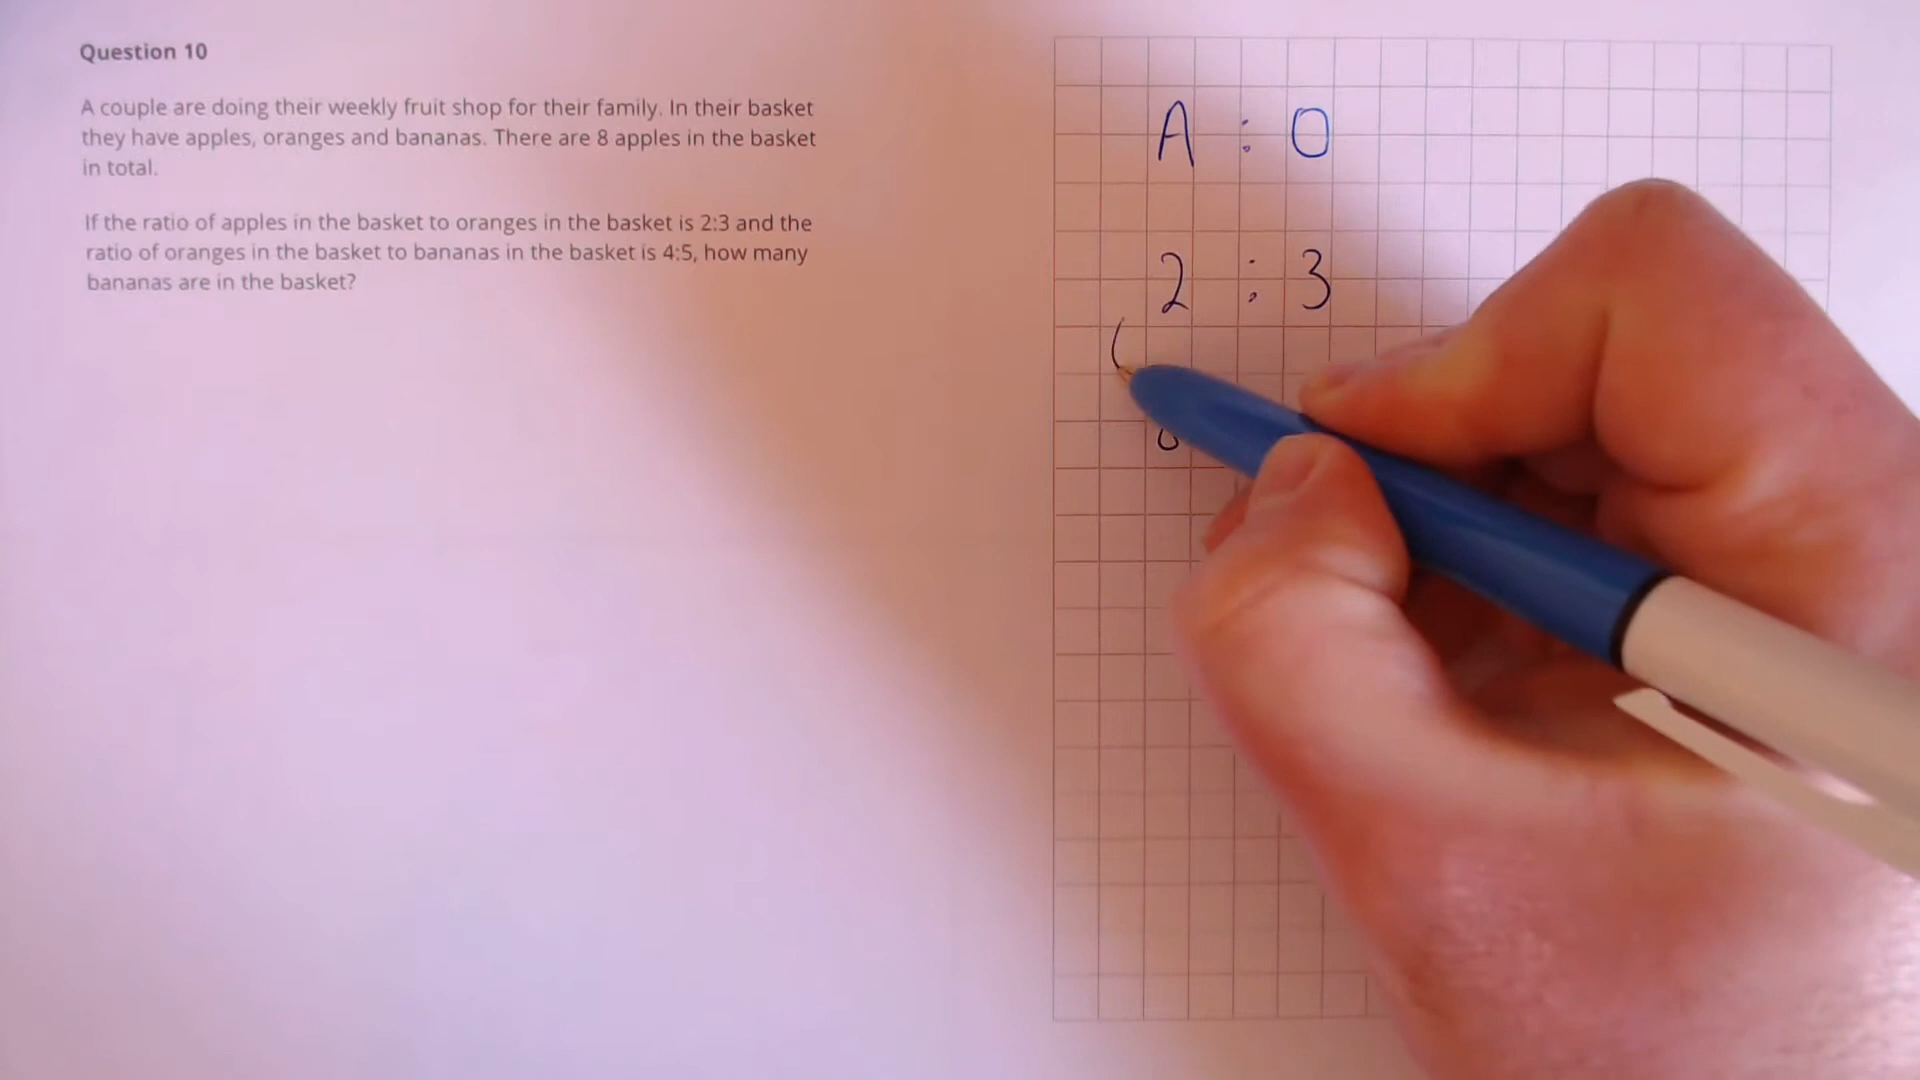 Question 10
A couple are doing their weekly fruit shop for their family. In their basket
they have apples, oranges and bananas. There are 8 apples in the basket
in total.
If the ratio of apples in the basket to oranges in the basket is 2:3 and the
ratio of oranges in the basket to bananas in the basket is 4:5, how many
bananas are in the basket?
A : O
2 : 3
(